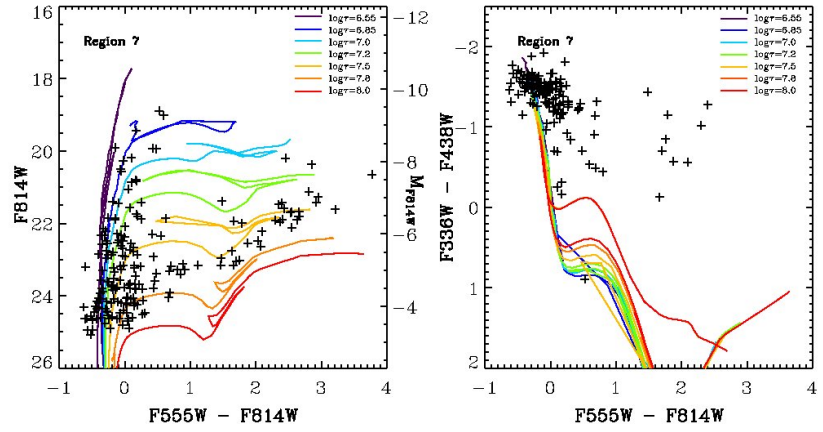 Region 7
logτ=6.55
logτ=6.85
logτ=7.0
logτ=7.2
logτ=7.5
logτ=7.8
logτ=8.0
16
18
20
22
24
26
F814W
-10
-8
-6
-4
M_F814W
-1 0 1 2 3 4
F555W - F814W
Region 7
logτ=6.55
logτ=6.85
logτ=7.0
logτ=7.2
logτ=7.5
logτ=7.8
logτ=8.0
-2
-1
0
1
2
F336W - F438W
-1 0 1 2 3 4
F555W - F814W